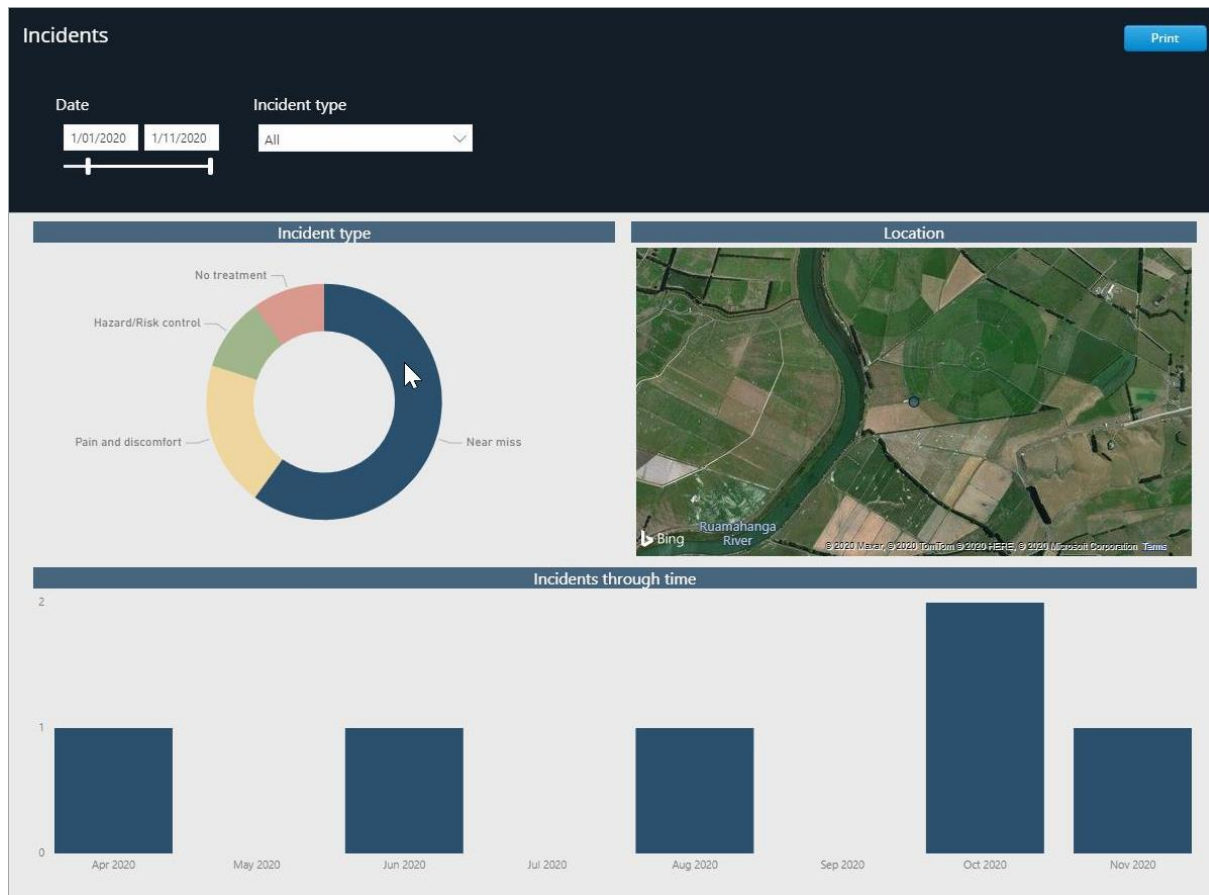 Incidents
Print
Date
Incident type
1/01/2020
1/11/2020
All
Incident type
No treatment
Hazard/Risk control
Pain and discomfort
Near miss
Location
Ruamahanga
River
Bing
© 2020 Maxar, © 2020 TomTom © 2020 HERE, © 2020 Microsoft Corporation Terms
Incidents through time
2
1
0
Apr 2020
May 2020
Jun 2020
Jul 2020
Aug 2020
Sep 2020
Oct 2020
Nov 2020